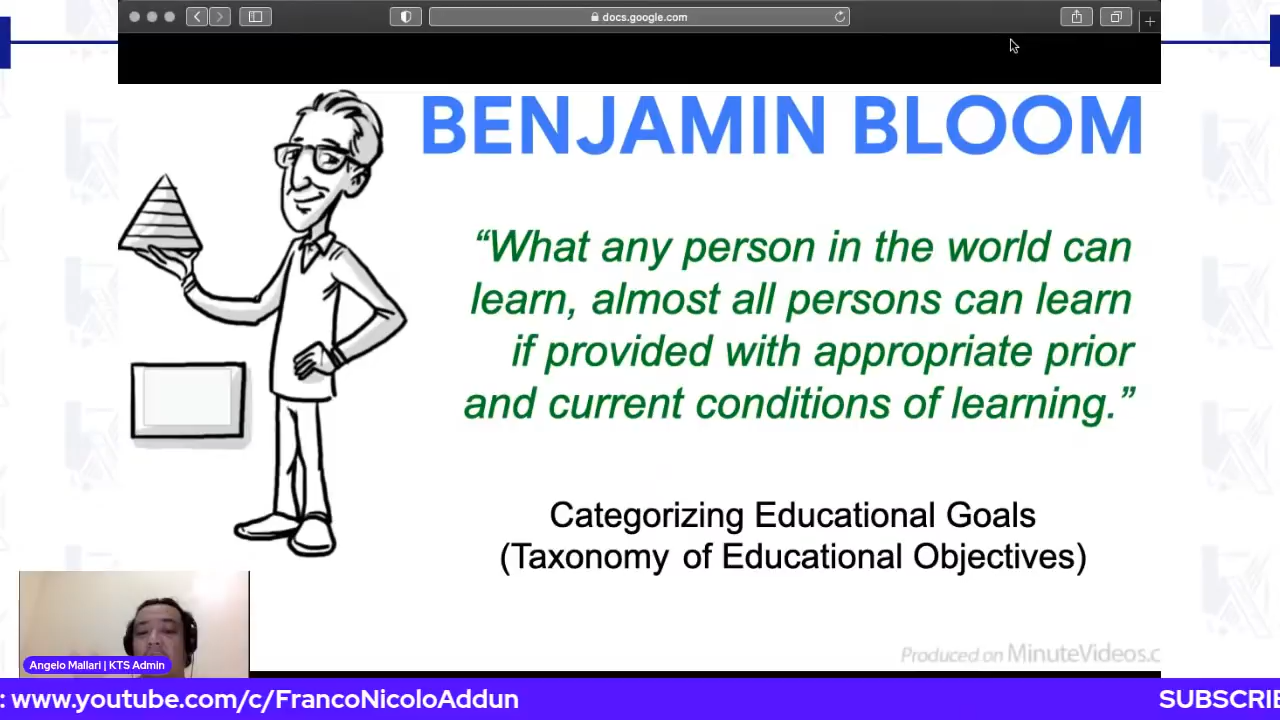 docs.google.com
BENJAMIN BLOOM
“What any person in the world can
learn, almost all persons can learn
if provided with appropriate prior
and current conditions of learning.”
Categorizing Educational Goals
(Taxonomy of Educational Objectives)
Produced on MinuteVideos.c
Angelo Mallari | KTS Admin
: www.youtube.com/c/FrancoNicoloAddun
SUBSCRIBE